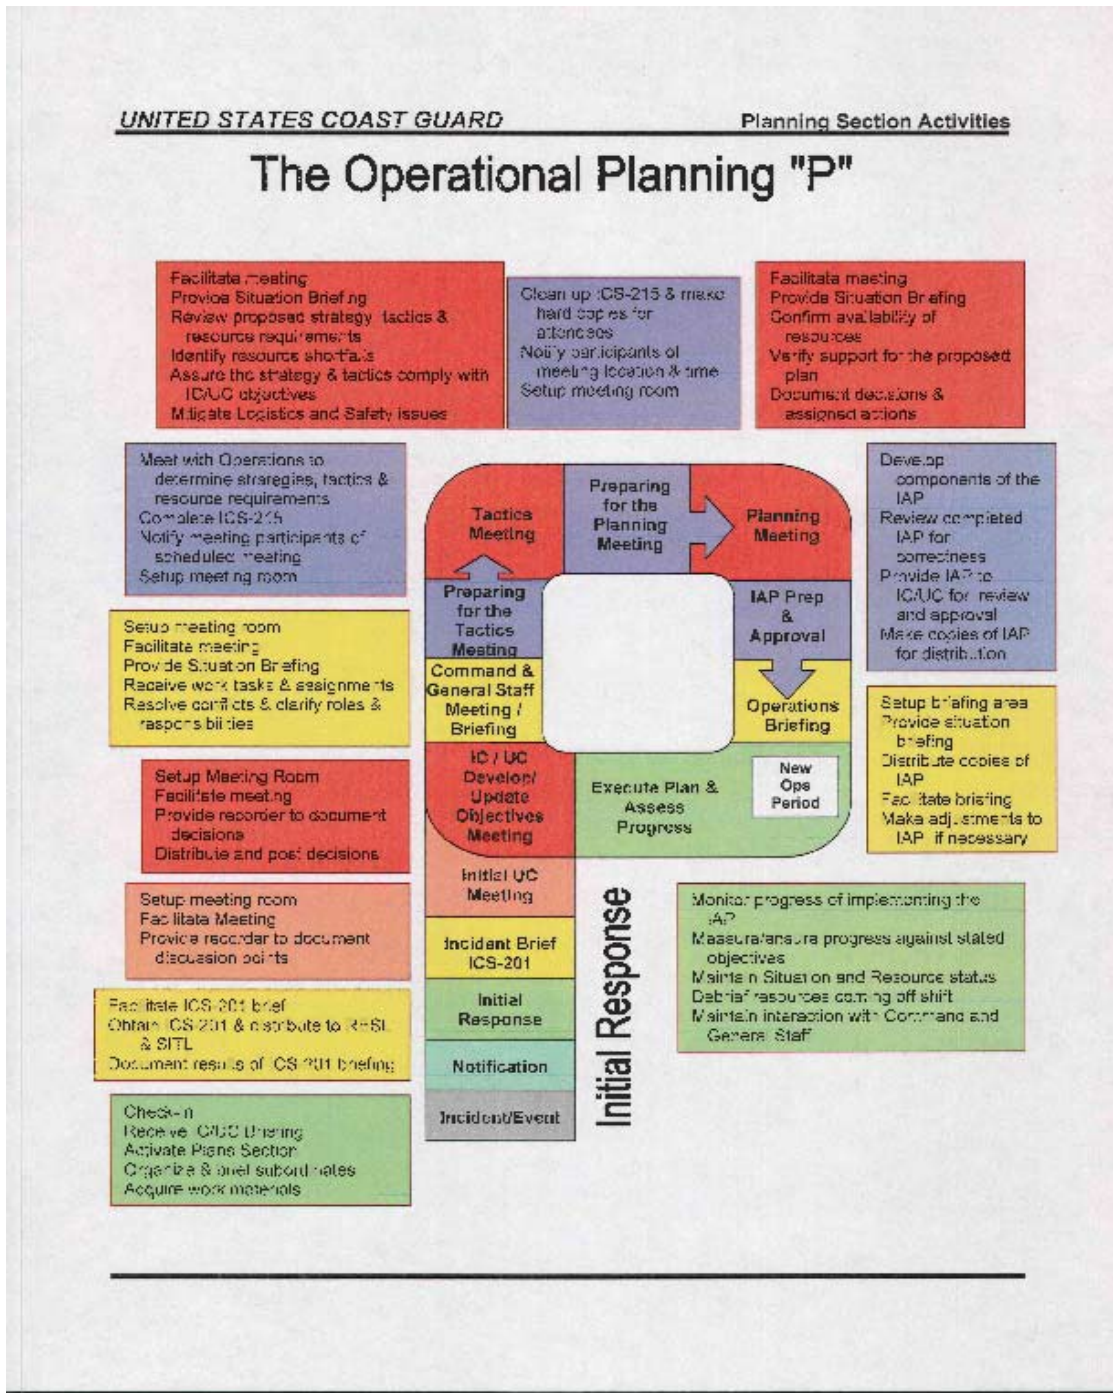 UNITED STATES COAST GUARD
Planning Section Activities
The Operational Planning "P"
Facilitate meeting
Provide Situation Briefing
Review proposed strategy, tactics &
resource requirements
Identify resource shortfalls
Assure the strategy & tactics comply with
IC/UC objectives
Mitigate Logistics and Safety issues
Clean up ICS-215 & make
hard copies for
attendees
Notify participants of
meeting location & time
Setup meeting room
Facilitate meeting
Provide Situation Briefing
Confirm availability of
resources
Verify support for the proposed
plan
Document decisions &
assigned actions
Meet with Operations to
determine straregies, tactics &
resource requirements
Complete ICS-215
Notify meeting participants of
scheduled meeting
Setup meeting room
Setup meeting room
Facilitate meeting
Provide Situation Briefing
Receive work tasks & assignments
Resolve conflicts & clarify roles &
responsibilities
Setup Meeting Room
Facilitate meeting
Provide recorder to document
decisions
Distribute and post decisions
Setup meeting room
Facilitate Meeting
Provide recorder to document
discussion points
Facilitate ICS-201 brief
Obtain ICS-201 & distribute to RESL
& SITL
Document results of ICS-201 briefing
Check-in
Receive IC/UC Briefing
Activate Plans Section
Organize & brief subordinates
Acquire work materials
Tactics
Meeting
Preparing
for the
Planning
Meeting
Planning
Meeting
Preparing
for the
Tactics
Meeting
IAP Prep
&
Approval
Command &
General Staff
Meeting /
Briefing
Operations
Briefing
IC / UC
Develop/
Update
Objectives
Meeting
Execute Plan &
Assess
Progress
New
Ops
Period
Initial UC
Meeting
Incident Brief
ICS-201
Initial
Response
Notification
Incident/Event
Initial Response
Develop
components of the
IAP
Review completed
IAP for
correctness
Provide IAP to
IC/UC for review
and approval
Make copies of IAP
for distribution
Setup briefing area
Provide situation
briefing
Distribute copies of
IAP
Facilitate briefing
Make adjustments to
IAP if necessary
Monitor progress of implementing the
IAP
Measure/ensure progress against stated
objectives
Maintain Situation and Resource status
Debrief resources coming off shift
Maintain interaction with Command and
General Staff